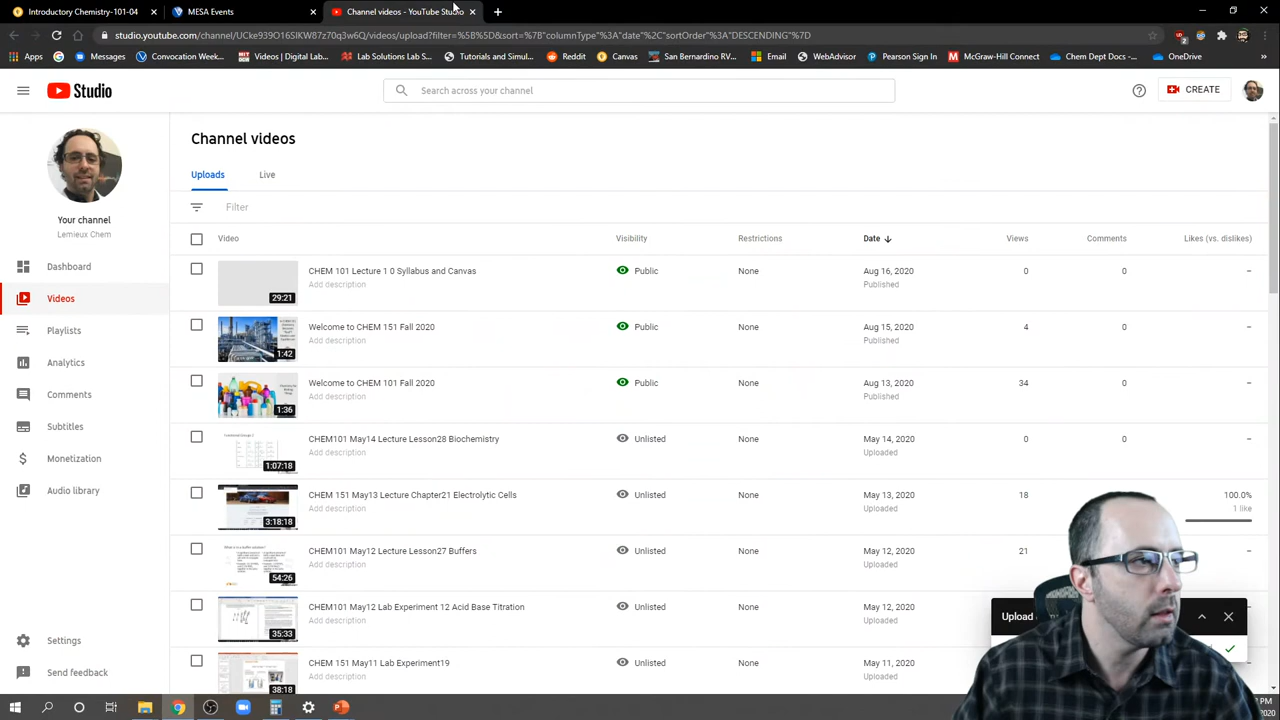 Introductory Chemistry-101-04
MESA Events
Channel videos - YouTube Studio
studio.youtube.com/channel/UCke939O16SIKW87z70q3w6Q/videos/upload?filter=%5B%5D&sort=%7B"columnType"%3A"date"%2C"sortOrder"%3A"DESCENDING"%7D
Messages
Convocation Week...
Videos | Digital Lab...
Labs Solutions Lab...
Tutorials and Simul...
Reddit
Canvas
San Bernardino RV...
Email
WebAdvisor
Pearson Sign In
McGraw-Hill Connect
Chem Dept Docs -...
OneDrive
Studio
Search across your channel
CREATE
Your channel
Lemieux Chem
Dashboard
Videos
Playlists
Analytics
Comments
Subtitles
Monetization
Audio library
Settings
Send feedback
Channel videos
Uploads Live
Filter
Video Visibility Restrictions Date Views Comments Likes (vs. dislikes)
29:21 CHEM 101 Lecture 1 0 Syllabus and Canvas Public None Aug 16, 2020 0 0 –
Add description Published
1:42 Welcome to CHEM 151 Fall 2020 Public None Aug 15, 2020 4 0 –
Add description Published
1:36 Welcome to CHEM 101 Fall 2020 Public None Aug 13, 2020 34 0 –
Add description Published
1:07:18 CHEM101 May14 Lecture Lesson28 Biochemistry Unlisted None May 14, 2020 0 0 –
Add description Uploaded
3:18:18 CHEM 151 May13 Lecture Chapter21 Electrolytic Cells Unlisted None May 13, 2020 18 100.0%
Add description Uploaded 1 like
54:26 CHEM101 May12 Lecture Lesson27 Buffers Unlisted None May 12, 2020 –
Add description Uploaded
35:33 CHEM101 May12 Lab Experiment 12 Acid Base Titration Unlisted None May 12, 2020
Add description Uploaded
38:18 CHEM 151 May11 Lab Experiment19 Unlisted None May 11, 2020
Add description Uploaded
Upload
PM
2020